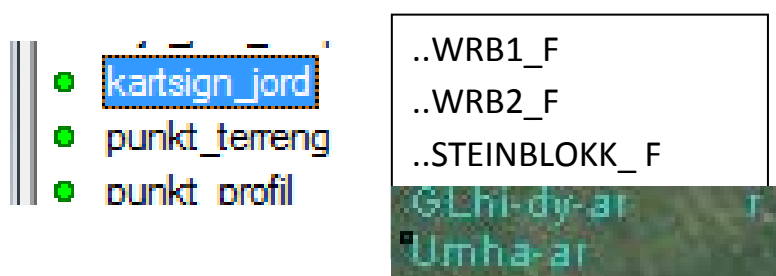 kartsign_jord
punkt_terreng
punkt_profil
..WRB1_F
..WRB2_F
..STEINBLOKK_ F
GLhi-dy-ar r
Umha-ar